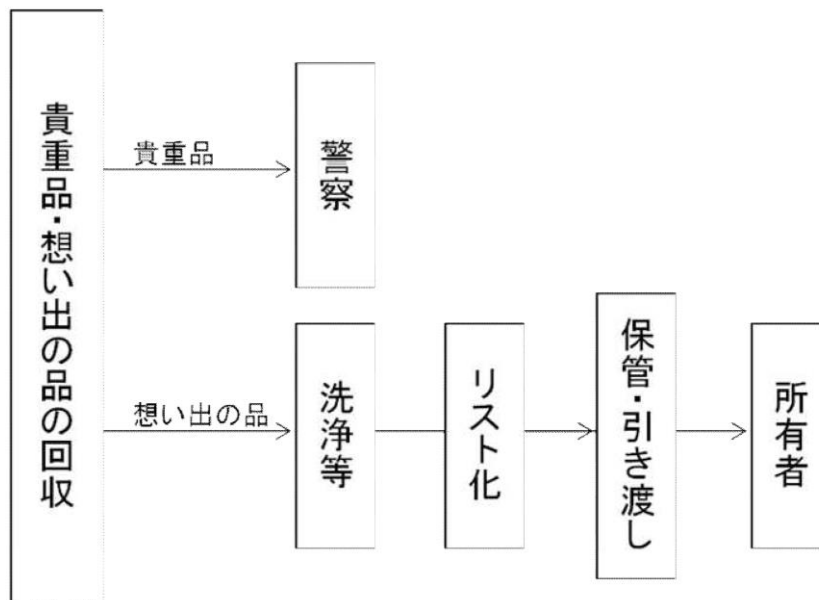 貴重品・想い出の品の回収
貴重品
警察
想い出の品
洗浄等
リスト化
保管・引き渡し
所有者